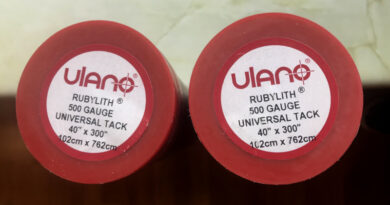 ulano
RUBYLITH ®
500 GAUGE
UNIVERSAL TACK
40" x 300"
102cm x 762cm
ulano
RUBYLITH ®
500 GAUGE
UNIVERSAL TACK
40" x 300"
102cm x 762cm